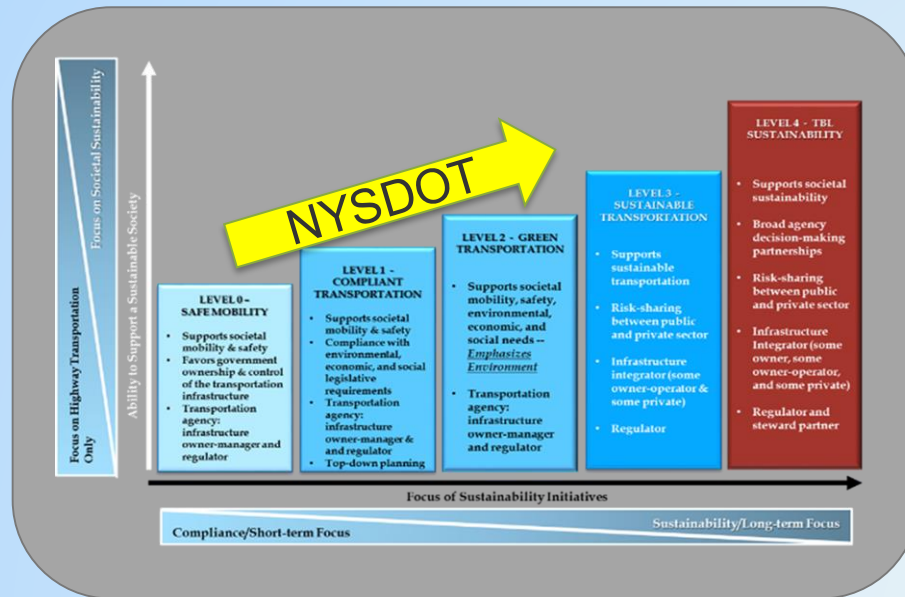 Focus on Societal Sustainability
Focus on Highway Transportation
Only
Ability to Support a Sustainable Society
NYSDOT
LEVEL 0 –
SAFE MOBILITY
• Supports societal
mobility & safety
• Favors government
ownership & control
of the transportation
infrastructure
• Transportation
agency:
infrastructure
owner-manager and
regulator
LEVEL 1 -
COMPLIANT
TRANSPORTATION
• Supports societal
mobility & safety
• Compliance with
environmental,
economic, and social
legislative
requirements
• Transportation
agency:
infrastructure
owner-manager &
and regulator
• Top-down planning
LEVEL 2 - GREEN
TRANSPORTATION
• Supports societal
mobility, safety,
environmental,
economic, and
social needs --
Emphasizes
Environment
• Transportation
agency:
infrastructure
owner-manager
and regulator
LEVEL 3 -
SUSTAINABLE
TRANSPORTATION
• Supports
sustainable
transportation
• Risk-sharing
between public
and private sector
• Infrastructure
integrator (some
owner-operator &
some private)
• Regulator
LEVEL 4 - TBL
SUSTAINABILITY
• Supports societal
sustainability
• Broad agency
decision-making
partnerships
• Risk-sharing
between public
and private sector
• Infrastructure
Integrator (some
owner, some
owner-operator,
and some private)
• Regulator and
steward partner
Focus of Sustainability Initiatives
Compliance/Short-term Focus
Sustainability/Long-term Focus